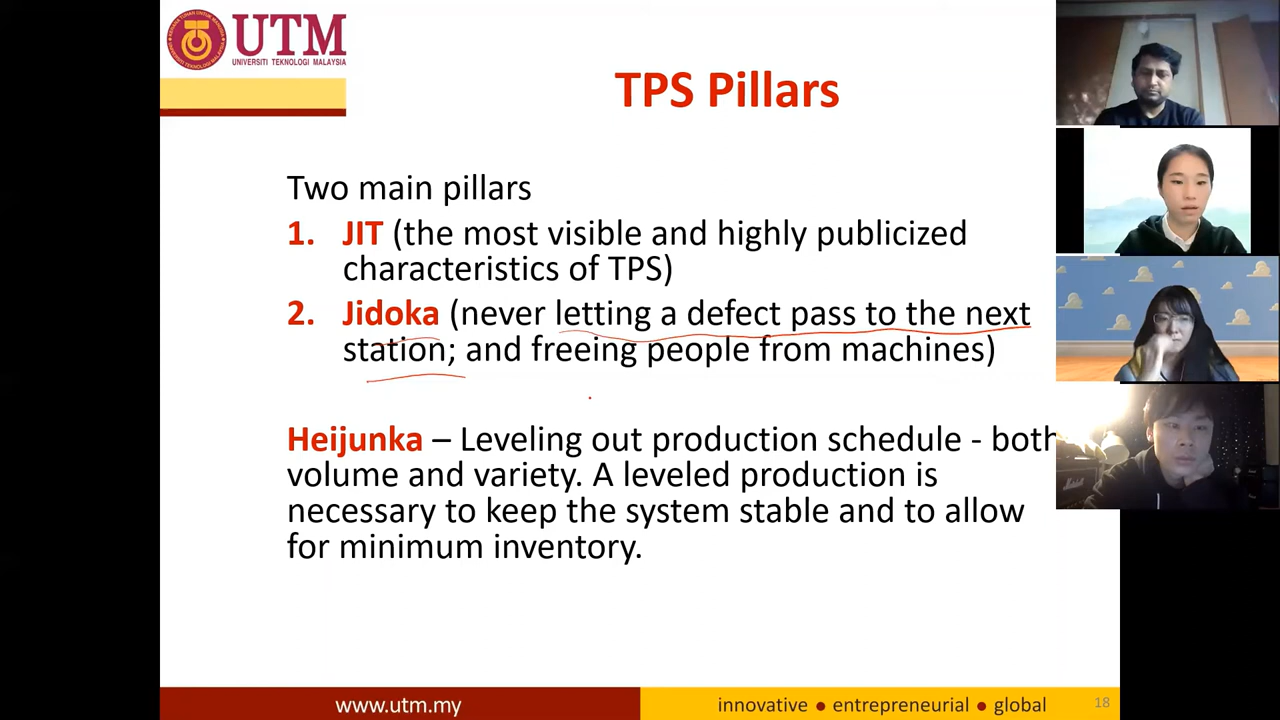 UTM
UNIVERSITI TEKNOLOGI MALAYSIA
TPS Pillars
Two main pillars
1. JIT (the most visible and highly publicized
characteristics of TPS)
2. Jidoka (never letting a defect pass to the next
station; and freeing people from machines)
Heijunka – Leveling out production schedule - both
volume and variety. A leveled production is
necessary to keep the system stable and to allow
for minimum inventory.
www.utm.my
innovative ● entrepreneurial ● global
18